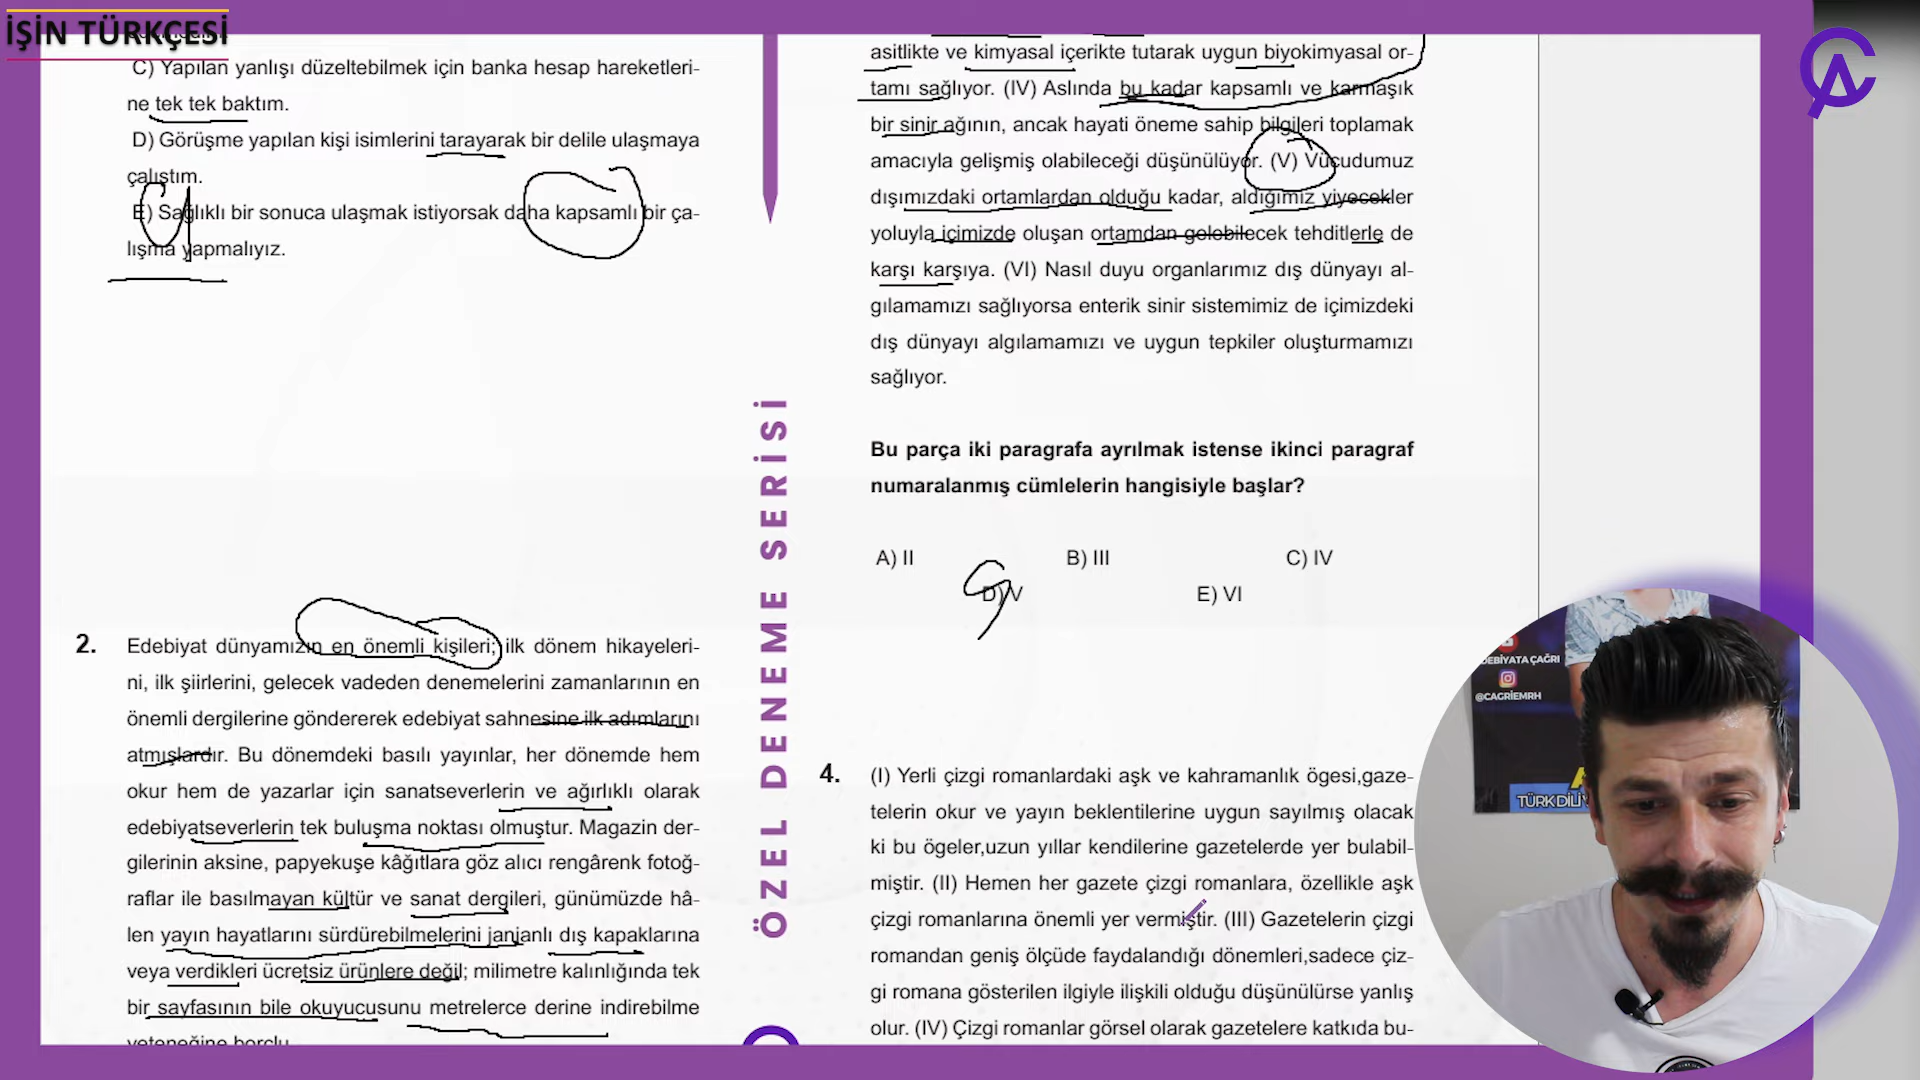 İŞİN TÜRKÇESİ
C) Yapılan yanlışı düzeltebilmek için banka hesap hareketleri-
ne tek tek baktım.
D) Görüşme yapılan kişi isimlerini tarayarak bir delile ulaşmaya
çalıştım.
E) Sağlıklı bir sonuca ulaşmak istiyorsak daha kapsamlı bir ça-
lışma yapmalıyız.
2. Edebiyat dünyamızın en önemli kişileri; ilk dönem hikayeleri-
ni, ilk şiirlerini, gelecek vadeden denemelerini zamanlarının en
önemli dergilerine göndererek edebiyat sahnesine ilk adımlarını
atmışlardır. Bu dönemdeki basılı yayınlar, her dönemde hem
okur hem de yazarlar için sanatseverlerin ve ağırlıklı olarak
edebiyatseverlerin tek buluşma noktası olmuştur. Magazin der-
gilerinin aksine, papyekuşe kâğıtlara göz alıcı rengârenk fotoğ-
raflar ile basılmayan kültür ve sanat dergileri, günümüzde hâ-
len yayın hayatlarını sürdürebilmelerini janjanlı dış kapaklarına
veya verdikleri ücretsiz ürünlere değil; milimetre kalınlığında tek
bir sayfasının bile okuyucusunu metrelerce derine indirebilme
yeteneğine borçlu
ÖZEL DENEME SERİSİ
asitlikte ve kimyasal içerikte tutarak uygun biyokimyasal or-
tamı sağlıyor. (IV) Aslında bu kadar kapsamlı ve karmaşık
bir sinir ağının, ancak hayati öneme sahip bilgileri toplamak
amacıyla gelişmiş olabileceği düşünülüyor. (V) Vücudumuz
dışımızdaki ortamlardan olduğu kadar, aldığımız yiyecekler
yoluyla içimizde oluşan ortamdan gelebilecek tehditlerle de
karşı karşıya. (VI) Nasıl duyu organlarımız dış dünyayı al-
gılamamızı sağlıyorsa enterik sinir sistemimiz de içimizdeki
dış dünyayı algılamamızı ve uygun tepkiler oluşturmamızı
sağlıyor.
Bu parça iki paragrafa ayrılmak istense ikinci paragraf
numaralanmış cümlelerin hangisiyle başlar?
A) II B) III C) IV
D) V E) VI
4. (I) Yerli çizgi romanlardaki aşk ve kahramanlık ögesi,gaze-
telerin okur ve yayın beklentilerine uygun sayılmış olacak
ki bu ögeler,uzun yıllar kendilerine gazetelerde yer bulabil-
miştir. (II) Hemen her gazete çizgi romanlara, özellikle aşk
çizgi romanlarına önemli yer vermiştir. (III) Gazetelerin çizgi
romandan geniş ölçüde faydalandığı dönemleri,sadece çiz-
gi romana gösterilen ilgiyle ilişkili olduğu düşünülürse yanlış
olur. (IV) Çizgi romanlar görsel olarak gazetelere katkıda bu-
DEBİYATA ÇAĞRI
@CAGRIEMRH
TÜRK DİLİ